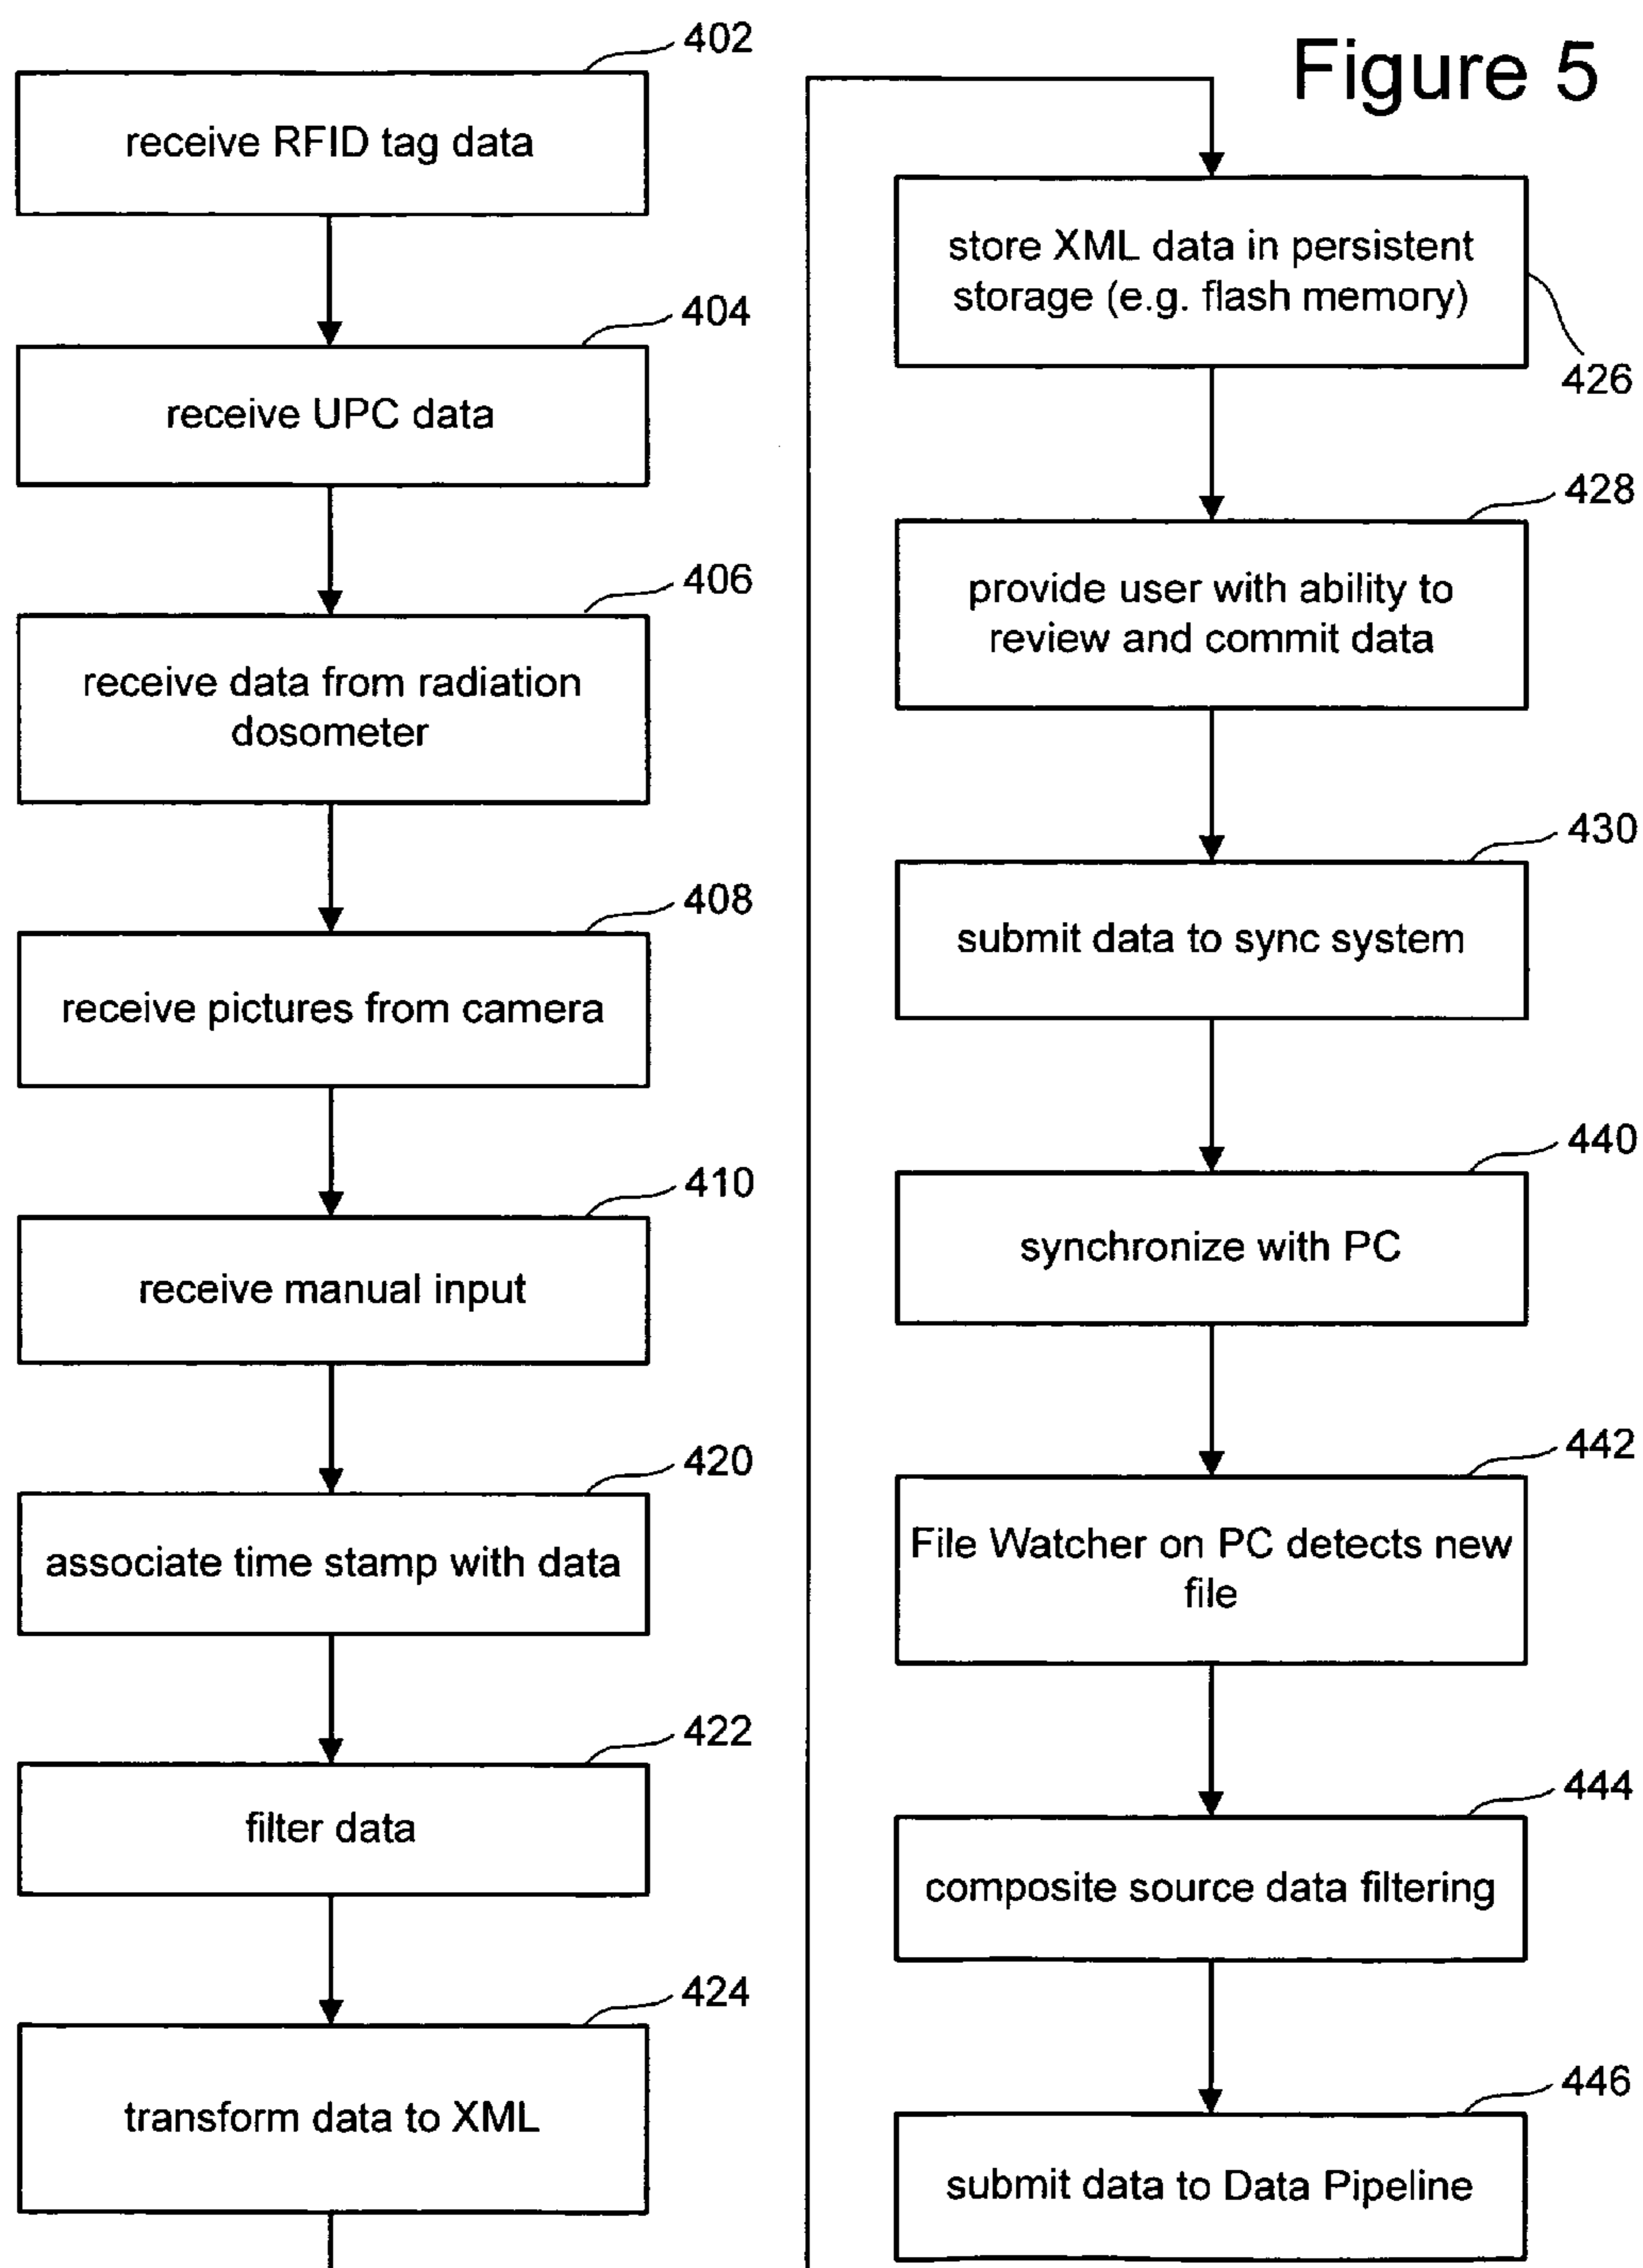 Figure 5
402
receive RFID tag data
404
receive UPC data
406
receive data from radiation
dosometer
408
receive pictures from camera
410
receive manual input
420
associate time stamp with data
422
filter data
424
transform data to XML
store XML data in persistent
storage (e.g. flash memory)
426
428
provide user with ability to
review and commit data
430
submit data to sync system
440
synchronize with PC
442
File Watcher on PC detects new
file
444
composite source data filtering
446
submit data to Data Pipeline